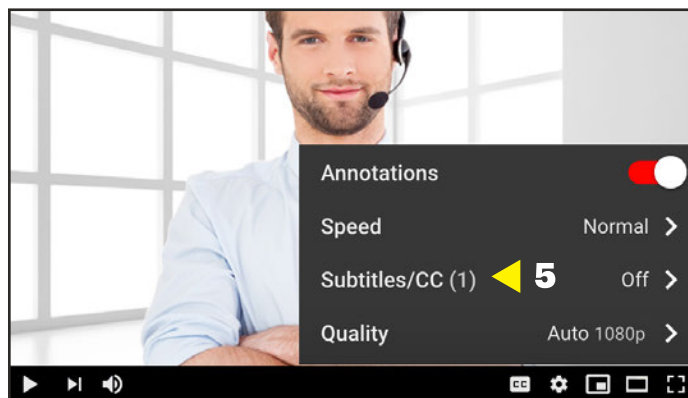 Annotations
Speed Normal
Subtitles/CC (1) 5 Off
Quality Auto 1080p
CC